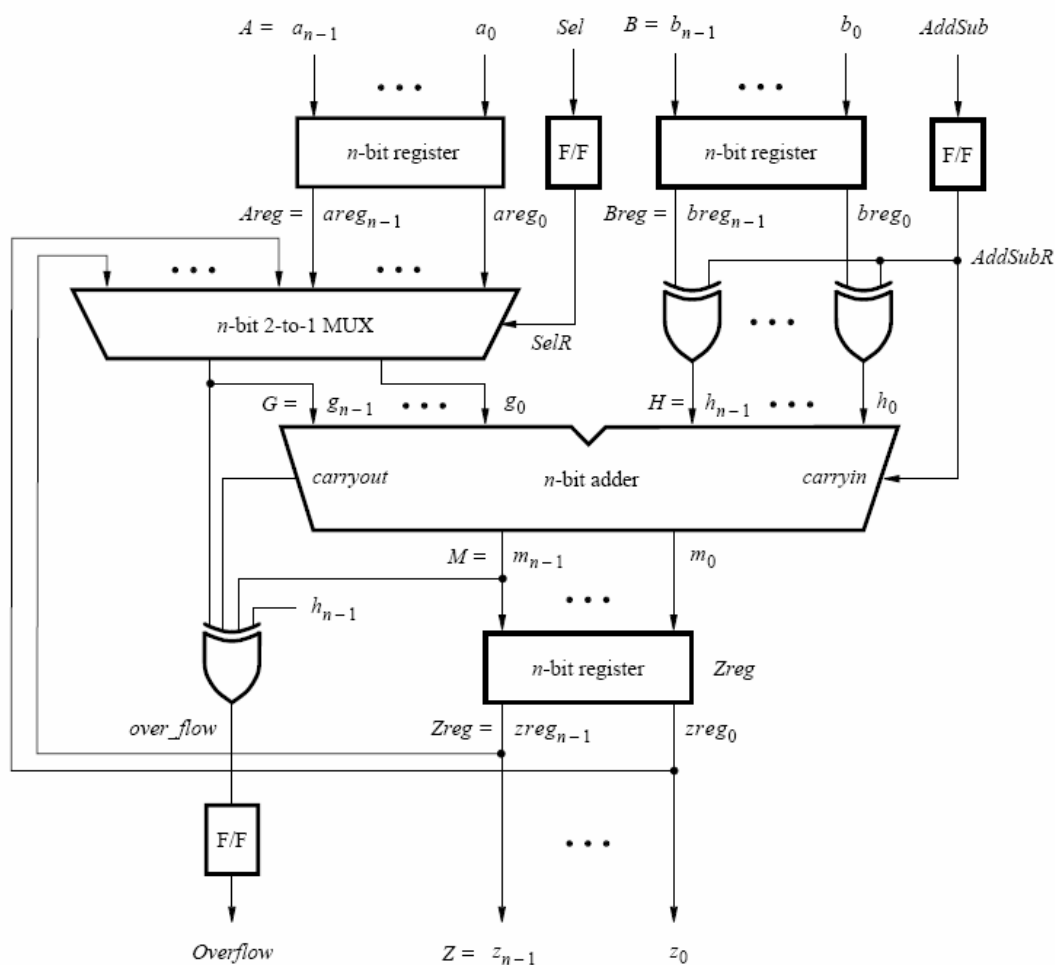 A = a_{n-1} a_0 Sel B = b_{n-1} b_0 AddSub
n-bit register F/F n-bit register F/F
Areg = areg_{n-1} areg_0 Breg = breg_{n-1} breg_0
AddSubR
n-bit 2-to-1 MUX
SelR
G = g_{n-1} g_0 H = h_{n-1} h_0
carryout n-bit adder carryin
M = m_{n-1} m_0
h_{n-1}
n-bit register Zreg
over_flow Zreg = zreg_{n-1} zreg_0
F/F
Overflow Z = z_{n-1} z_0